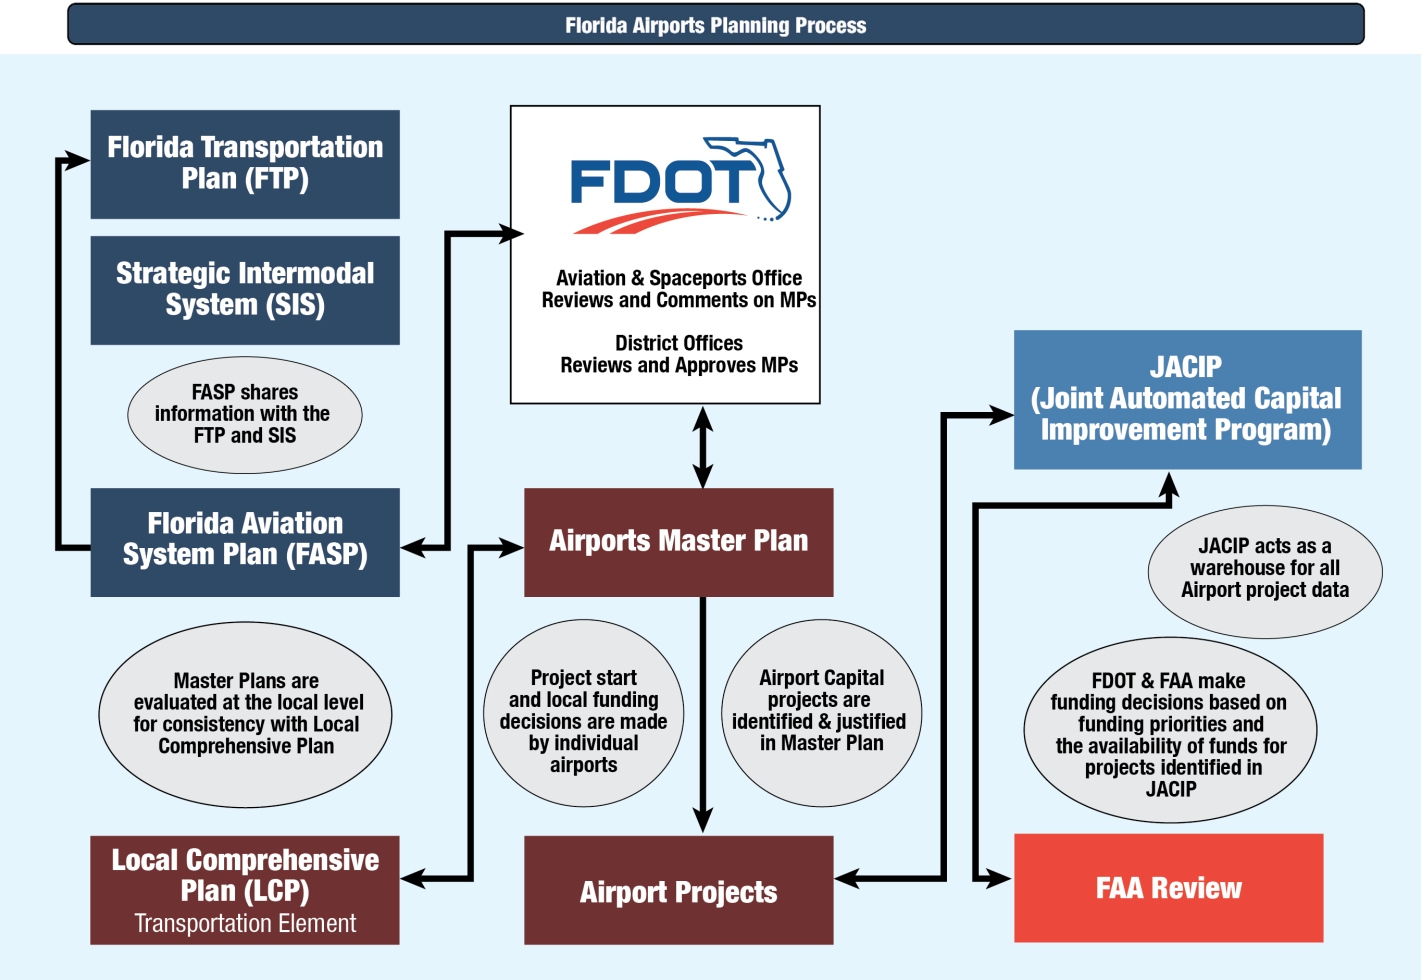 Florida Airports Planning Process
Florida Transportation
Plan (FTP)
Strategic Intermodal
System (SIS)
FASP shares
information with the
FTP and SIS
Florida Aviation
System Plan (FASP)
Master Plans are
evaluated at the local level
for consistency with Local
Comprehensive Plan
Local Comprehensive
Plan (LCP)
Transportation Element
FDOT
Aviation & Spaceports Office
Reviews and Comments on MPs
District Offices
Reviews and Approves MPs
Airports Master Plan
Project start
and local funding
decisions are made
by individual
airports
Airport Capital
projects are
identified & justified
in Master Plan
Airport Projects
JACIP
(Joint Automated Capital
Improvement Program)
JACIP acts as a
warehouse for all
Airport project data
FDOT & FAA make
funding decisions based on
funding priorities and
the availability of funds for
projects identified in
JACIP
FAA Review